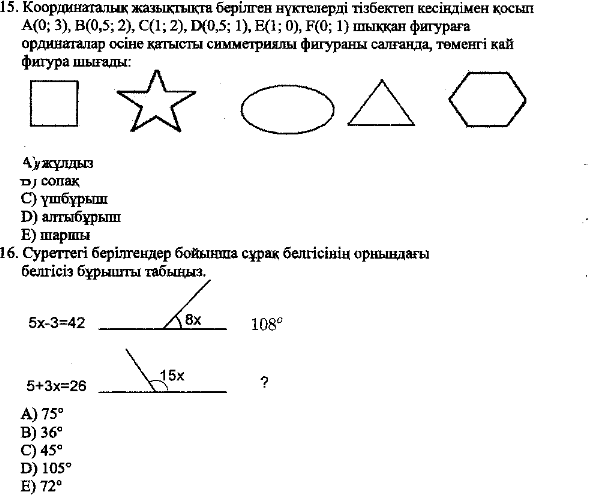 15. Координаталық жазықтықта берілген нүктелерді тізбектеп кесіндімен қосып
А(0; 3), В(0,5; 2), С(1; 2), D(0,5; 1), Е(1; 0), F(0; 1) шыққан фигураға
ординаталар осіне қатысты симметриялы фигураны салғанда, төменгі қай
фигура шығады:
А) жұлдыз
В) сопақ
С) үшбұрыш
D) алтыбұрыш
Е) шаршы
16. Суреттегі берілгендер бойынша сұрақ белгісінің орнындағы
белгісіз бұрышты табыңыз.
5x-3=42 8x 108°
5+3x=26 15x ?
А) 75°
В) 36°
С) 45°
D) 105°
Е) 72°